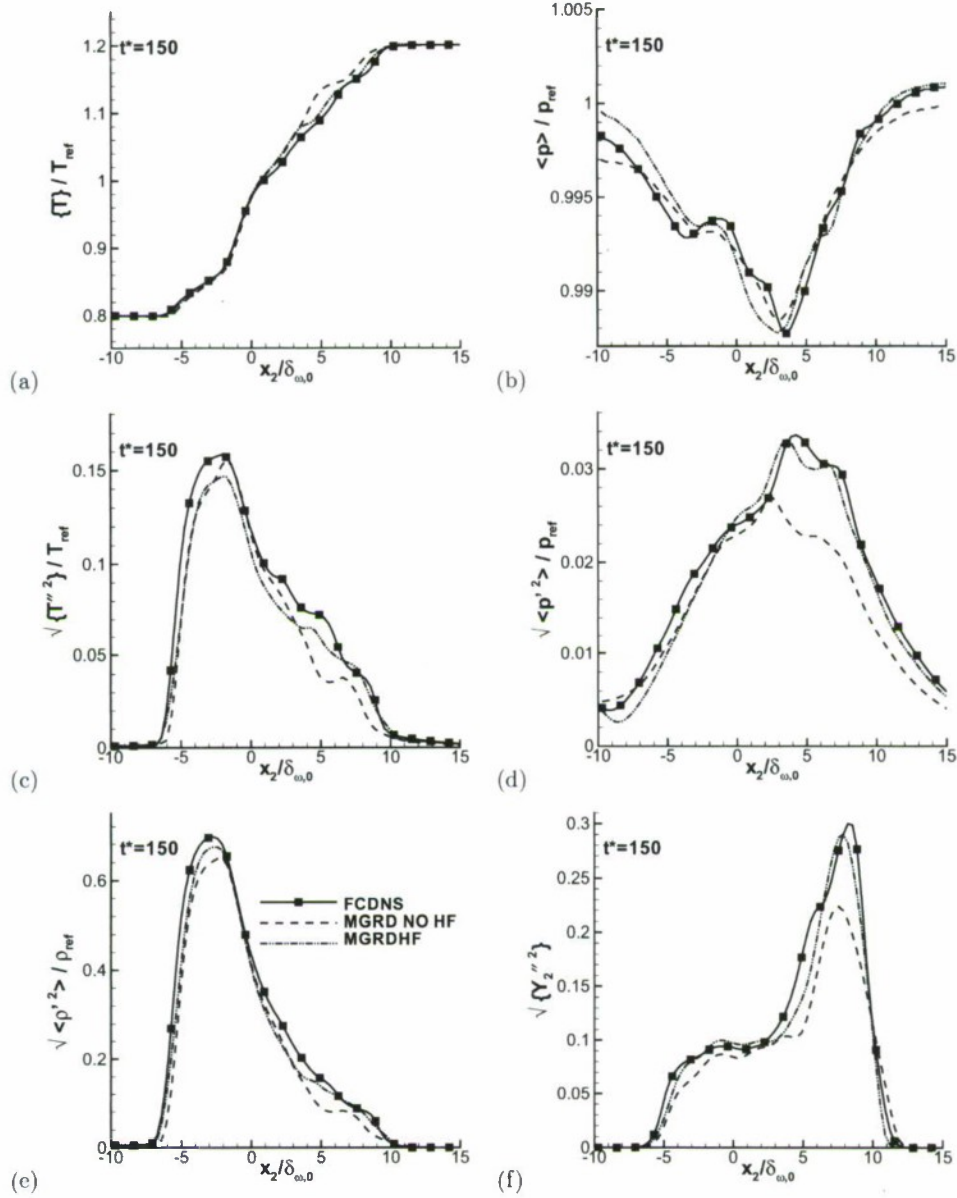 t*=150
1.2
1.1
1
0.9
0.8
{T} / T_ref
-10 -5 0 5 10 15
x_2/δ_ω,0
(a)
1.005
t*=150
1
0.995
0.99
<p> / p_ref
-10 -5 0 5 10 15
x_2/δ_ω,0
(b)
t*=150
0.15
0.1
0.05
0
√{T″ ²} / T_ref
-10 -5 0 5 10 15
x_2/δ_ω,0
(c)
t*=150
0.03
0.02
0.01
0
√<p′ ²> / p_ref
-10 -5 0 5 10 15
x_2/δ_ω,0
(d)
t*=150
0.6
0.4
0.2
0
√<ρ′ ²> / ρ_ref
FCDNS
MGRD NO HF
MGRDHF
-10 -5 0 5 10 15
x_2/δ_ω,0
(e)
0.3
t*=150
0.25
0.2
0.15
0.1
0.05
0
√{Y_2″ ²}
-10 -5 0 5 10 15
x_2/δ_ω,0
(f)